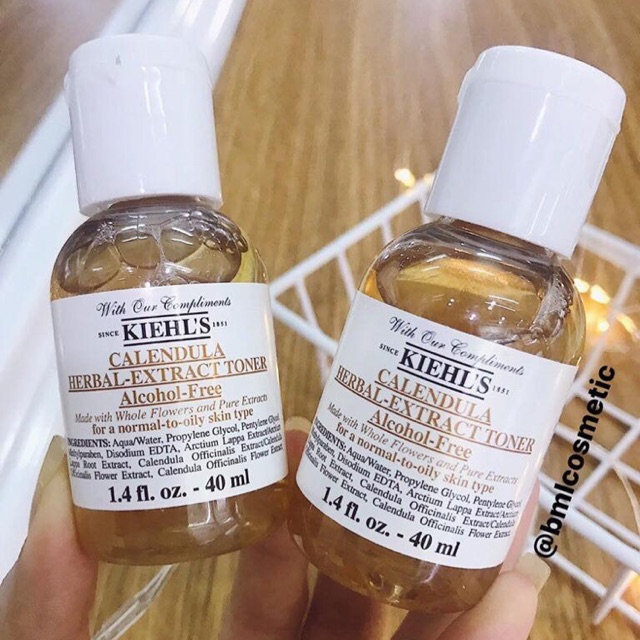 With Our Compliments
SINCE KIEHL'S 1851
CALENDULA
HERBAL-EXTRACT TONER
Alcohol-Free
Made with Whole Flowers and Pure Extracts
for a normal-to-oily skin type
INGREDIENTS: Aqua/Water, Propylene Glycol, Pentylene Glycol
Disodium EDTA, Arctium Lappa Extract/Arctium
Lappa Root Extract, Calendula Officinalis Extract/Calendula
Officinalis Flower Extract, Calendula Officinalis Flower
1.4 fl. oz. - 40 ml
With Our Compliments
SINCE KIEHL'S 1851
CALENDULA
HERBAL-EXTRACT TONER
Alcohol-Free
Made with Whole Flowers and Pure Extracts
for a normal-to-oily skin type
INGREDIENTS: Aqua/Water, Propylene Glycol, Pentylene Glycol
Disodium EDTA, Arctium Lappa Extract/Arctium
Root Extract, Calendula Officinalis Extract/Calendula
Officinalis Flower Extract, Calendula Officinalis Flower
1.4 fl. oz. - 40 ml
@bmlcosmetic